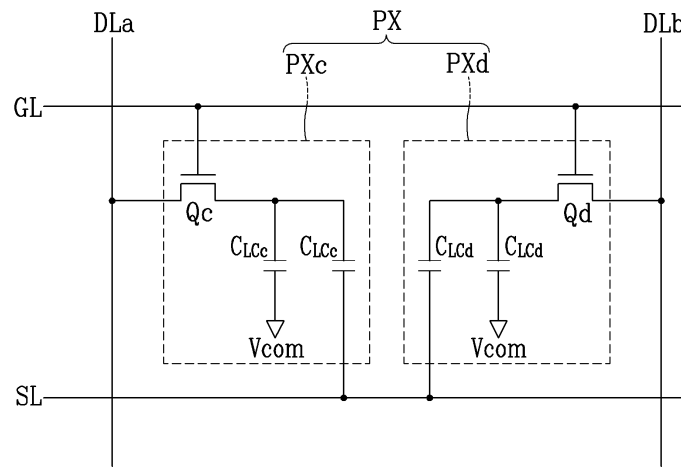 DLa PX DLb
PXc PXd
GL
Qc Qd
CLCc CLCc CLCd CLCd
Vcom Vcom
SL